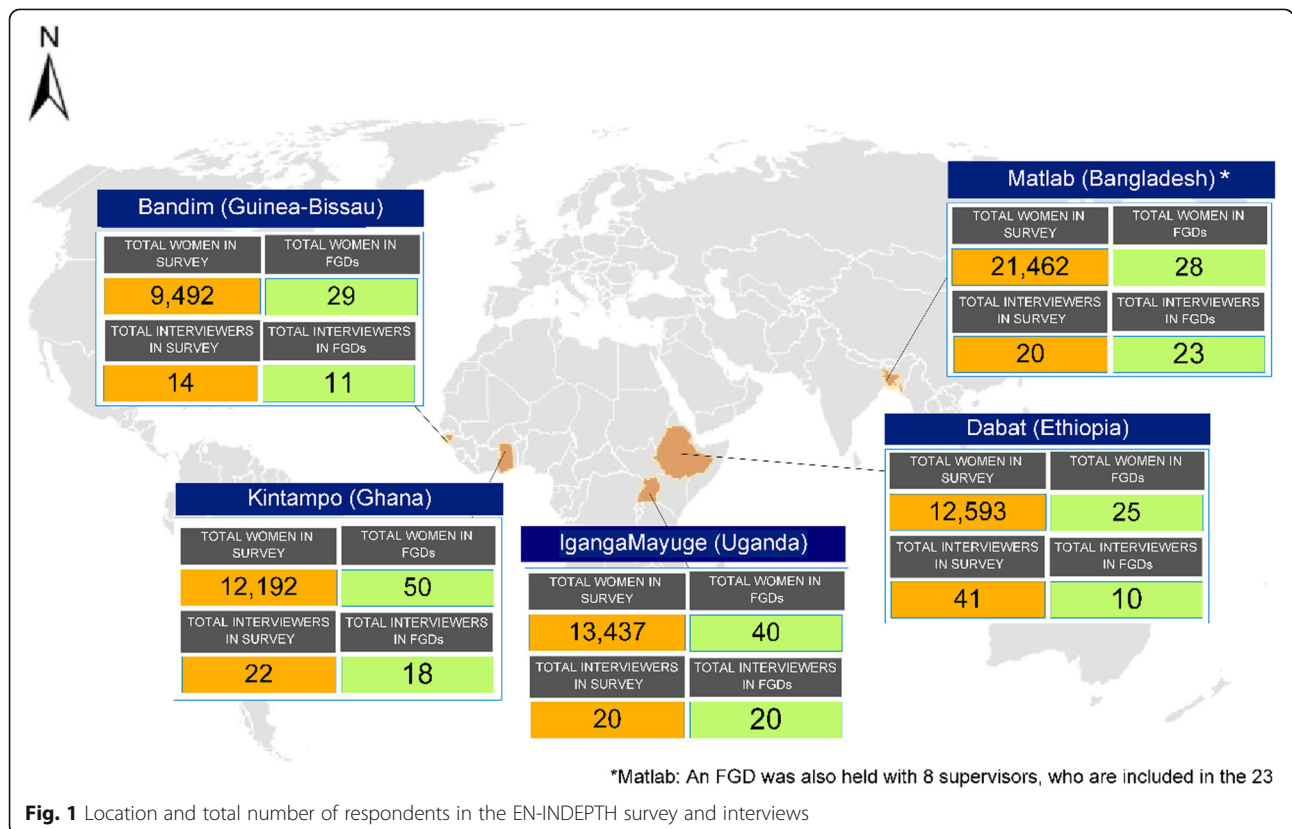 N
Bandim (Guinea-Bissau)
TOTAL WOMEN IN
SURVEY
TOTAL WOMEN IN
FGDs
9,492
29
TOTAL INTERVIEWERS
IN SURVEY
TOTAL INTERVIEWERS
IN FGDs
14
11
Matlab (Bangladesh) *
TOTAL WOMEN IN
SURVEY
TOTAL WOMEN IN
FGDs
21,462
28
TOTAL INTERVIEWERS
IN SURVEY
TOTAL INTERVIEWERS
IN FGDs
20
23
Kintampo (Ghana)
TOTAL WOMEN IN
SURVEY
TOTAL WOMEN IN
FGDs
12,192
50
TOTAL INTERVIEWERS
IN SURVEY
TOTAL INTERVIEWERS
IN FGDs
22
18
IgangaMayuge (Uganda)
TOTAL WOMEN IN
SURVEY
TOTAL WOMEN IN
FGDs
13,437
40
TOTAL INTERVIEWERS
IN SURVEY
TOTAL INTERVIEWERS
IN FGDs
20
20
Dabat (Ethiopia)
TOTAL WOMEN IN
SURVEY
TOTAL WOMEN IN
FGDs
12,593
25
TOTAL INTERVIEWERS
IN SURVEY
TOTAL INTERVIEWERS
IN FGDs
41
10
*Matlab: An FGD was also held with 8 supervisors, who are included in the 23
Fig. 1 Location and total number of respondents in the EN-INDEPTH survey and interviews